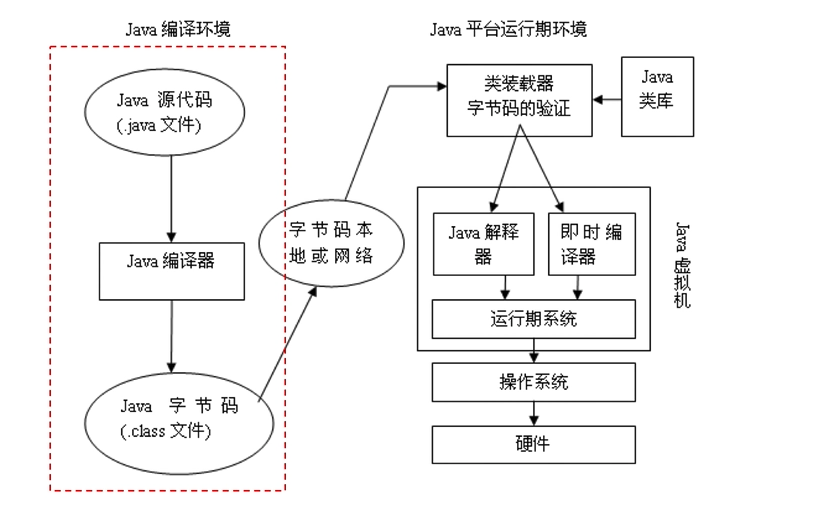 Java 编译环境
Java 源代码
(.java 文件)
Java 编译器
Java 字节码
(.class 文件)
字节码本
地或网络
Java 平台运行期环境
类装载器
字节码的验证
Java
类库
Java 解释
器
即时编
译器
运行期系统
Java 虚拟机
操作系统
硬件